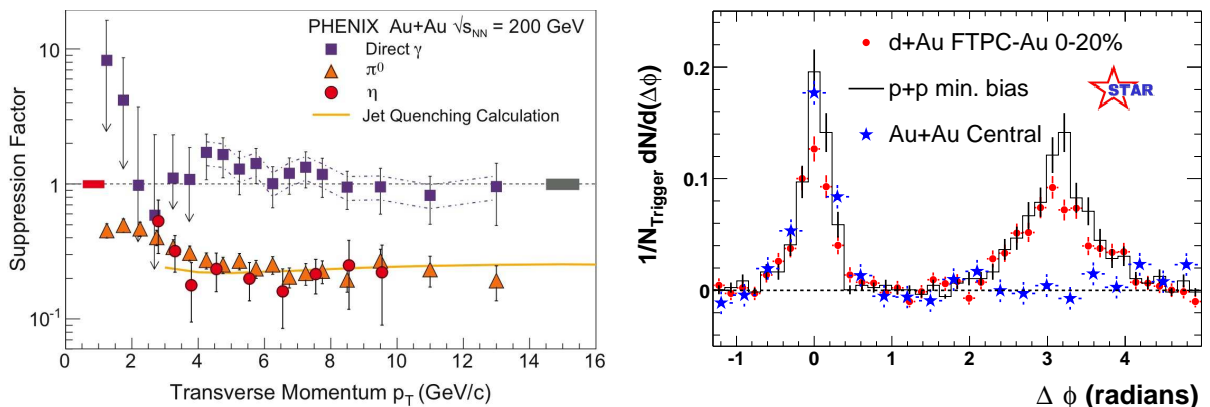 PHENIX Au+Au √sNN = 200 GeV
Direct γ
π0
η
Jet Quenching Calculation
Suppression Factor
10
1
10-1
0 2 4 6 8 10 12 14 16
Transverse Momentum pT (GeV/c)
d+Au FTPC-Au 0-20%
p+p min. bias
Au+Au Central
STAR
1/NTrigger dN/d(Δϕ)
0.2
0.1
0
-1 0 1 2 3 4
Δ ϕ (radians)